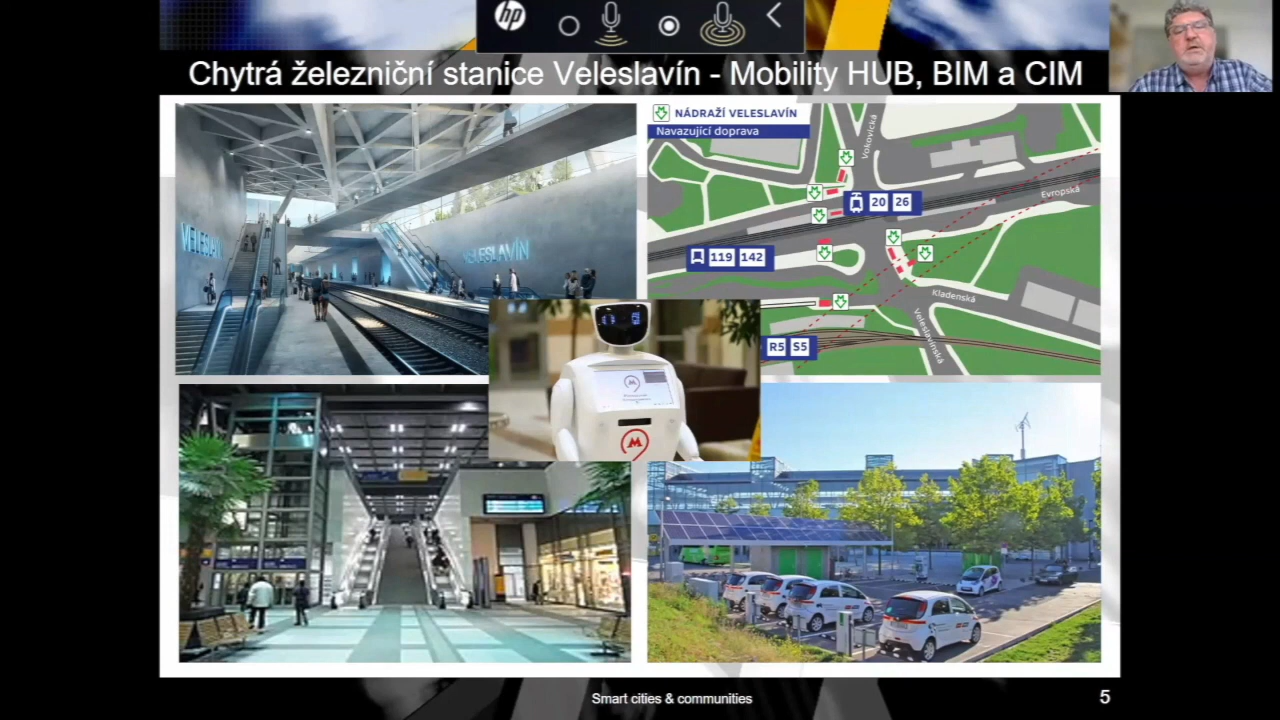 hp
Chytrá železniční stanice Veleslavín - Mobility HUB, BIM a CIM
VELESLAVÍN
VELESLAVÍN
NÁDRAŽÍ VELESLAVÍN
Navazující doprava
Vokovická
Evropská
20 26
119 142
Kladenská
Veleslavínská
R5 S5
M
Smart cities & communities
5